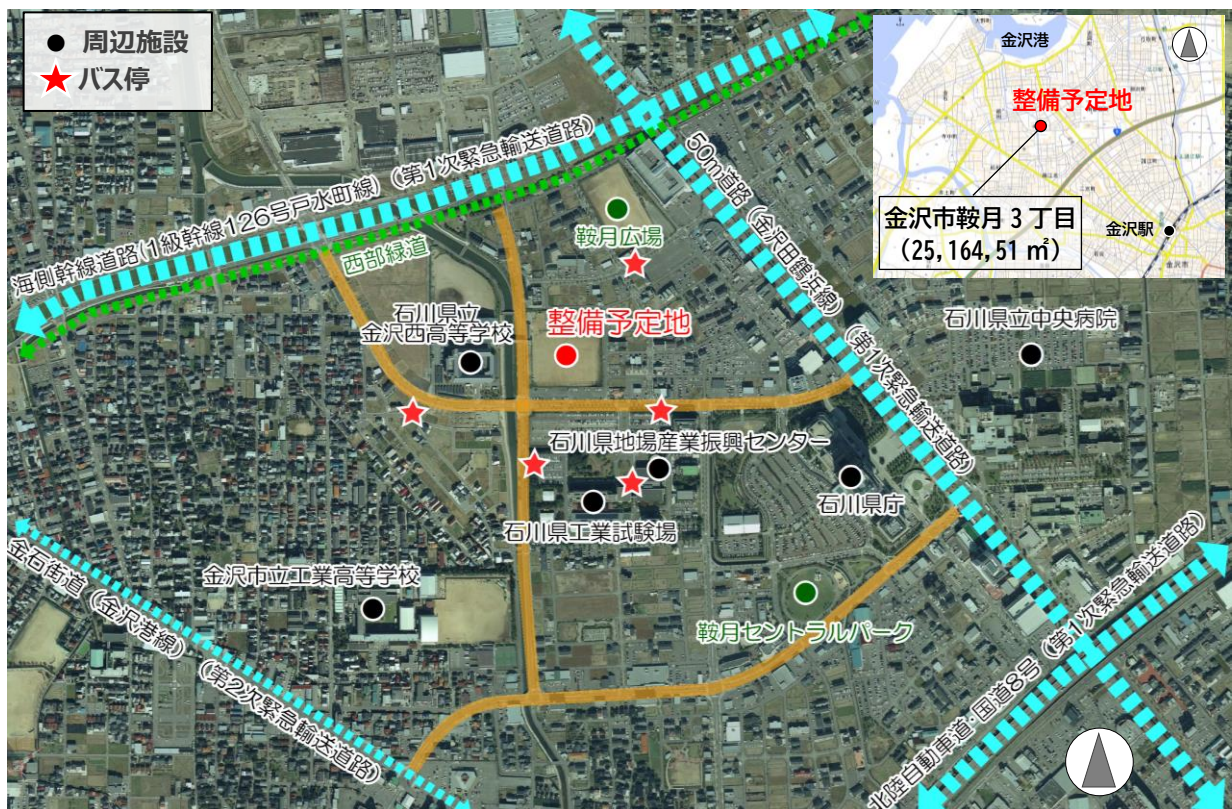 周辺施設
バス停
金沢港
整備予定地
金沢市鞍月3丁目
(25,164,51 ㎡)
金沢駅
金沢市
海側幹線道路(1級幹線126号戸水町線)(第1次緊急輸送道路)
西部緑道
50m道路(金沢田鶴浜線)(第1次緊急輸送道路)
鞍月広場
石川県立
金沢西高等学校
整備予定地
石川県立中央病院
石川県地場産業振興センター
石川県庁
石川県工業試験場
金沢市立工業高等学校
鞍月セントラルパーク
金石街道(金沢港線)(第2次緊急輸送道路)
北陸自動車道・国道8号(第1次緊急輸送道路)